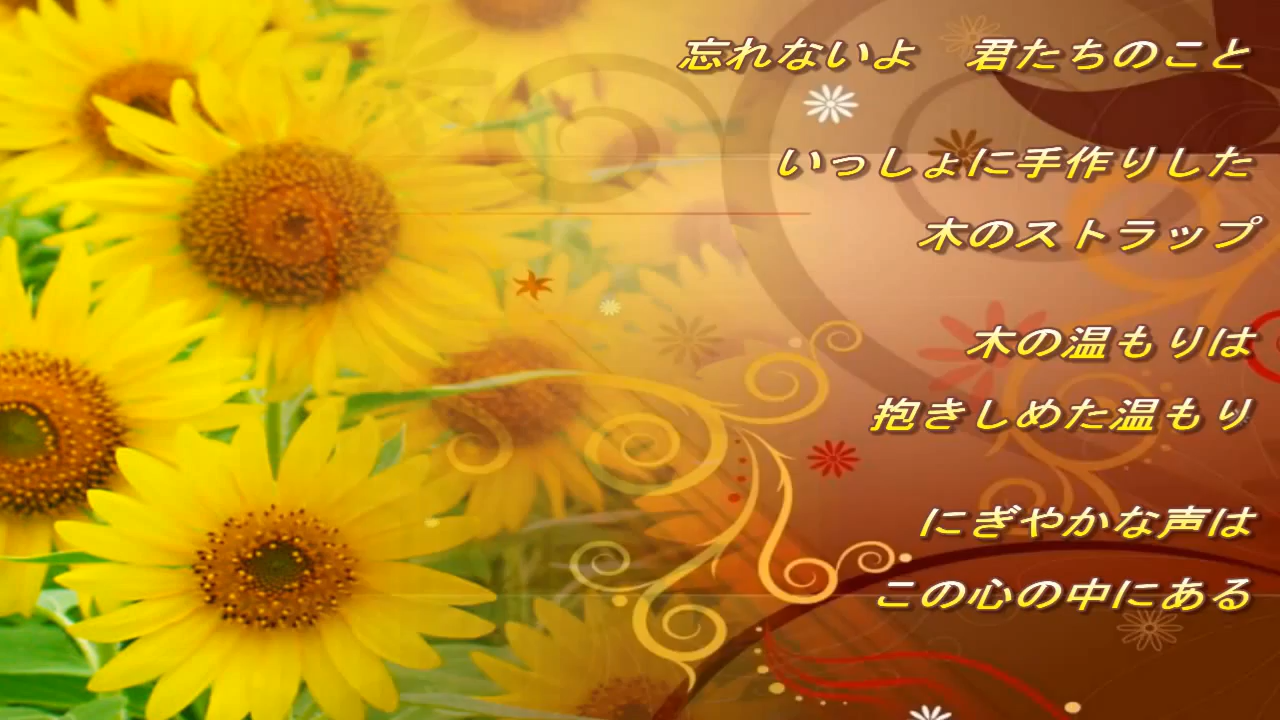 忘れないよ　君たちのこと
いっしょに手作りした
木のストラップ
木の温もりは
抱きしめた温もり
にぎやかな声は
この心の中にある